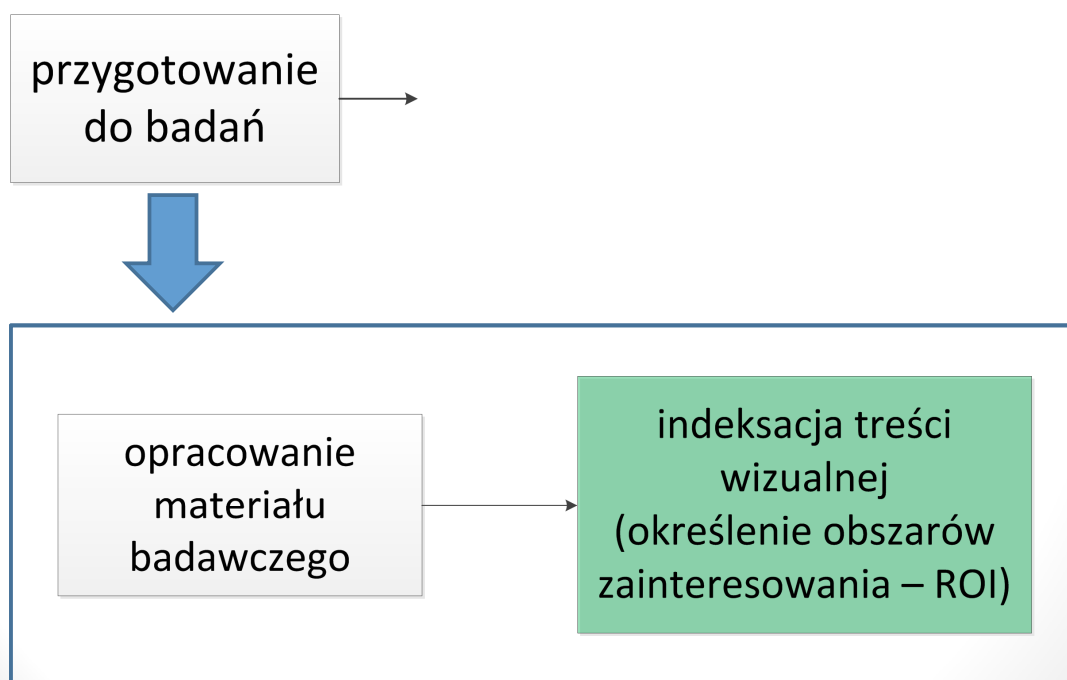 przygotowanie
do badań
opracowanie
materiału
badawczego
indeksacja treści
wizualnej
(określenie obszarów
zainteresowania – ROI)